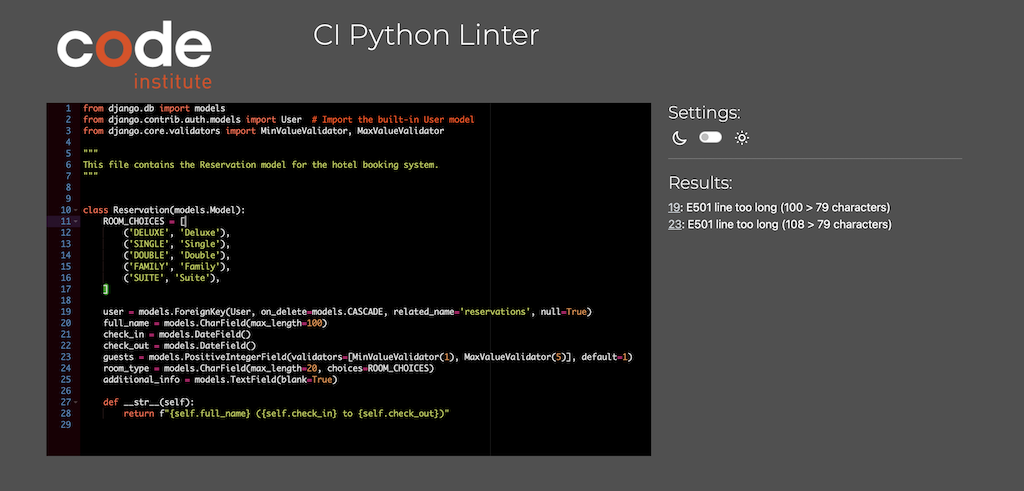 code
institute
CI Python Linter
1 from django.db import models
2 from django.contrib.auth.models import User  # Import the built-in User model
3 from django.core.validators import MinValueValidator, MaxValueValidator
4
5 """
6 This file contains the Reservation model for the hotel booking system.
7 """
8
9
10 class Reservation(models.Model):
11     ROOM_CHOICES = [
12         ('DELUXE', 'Deluxe'),
13         ('SINGLE', 'Single'),
14         ('DOUBLE', 'Double'),
15         ('FAMILY', 'Family'),
16         ('SUITE', 'Suite'),
17     ]
18
19     user = models.ForeignKey(User, on_delete=models.CASCADE, related_name='reservations', null=True)
20     full_name = models.CharField(max_length=100)
21     check_in = models.DateField()
22     check_out = models.DateField()
23     guests = models.PositiveIntegerField(validators=[MinValueValidator(1), MaxValueValidator(5)], default=1)
24     room_type = models.CharField(max_length=20, choices=ROOM_CHOICES)
25     additional_info = models.TextField(blank=True)
26
27     def __str__(self):
28         return f"{self.full_name} ({self.check_in} to {self.check_out})"
29
Settings:
Results:
19: E501 line too long (100 > 79 characters)
23: E501 line too long (108 > 79 characters)